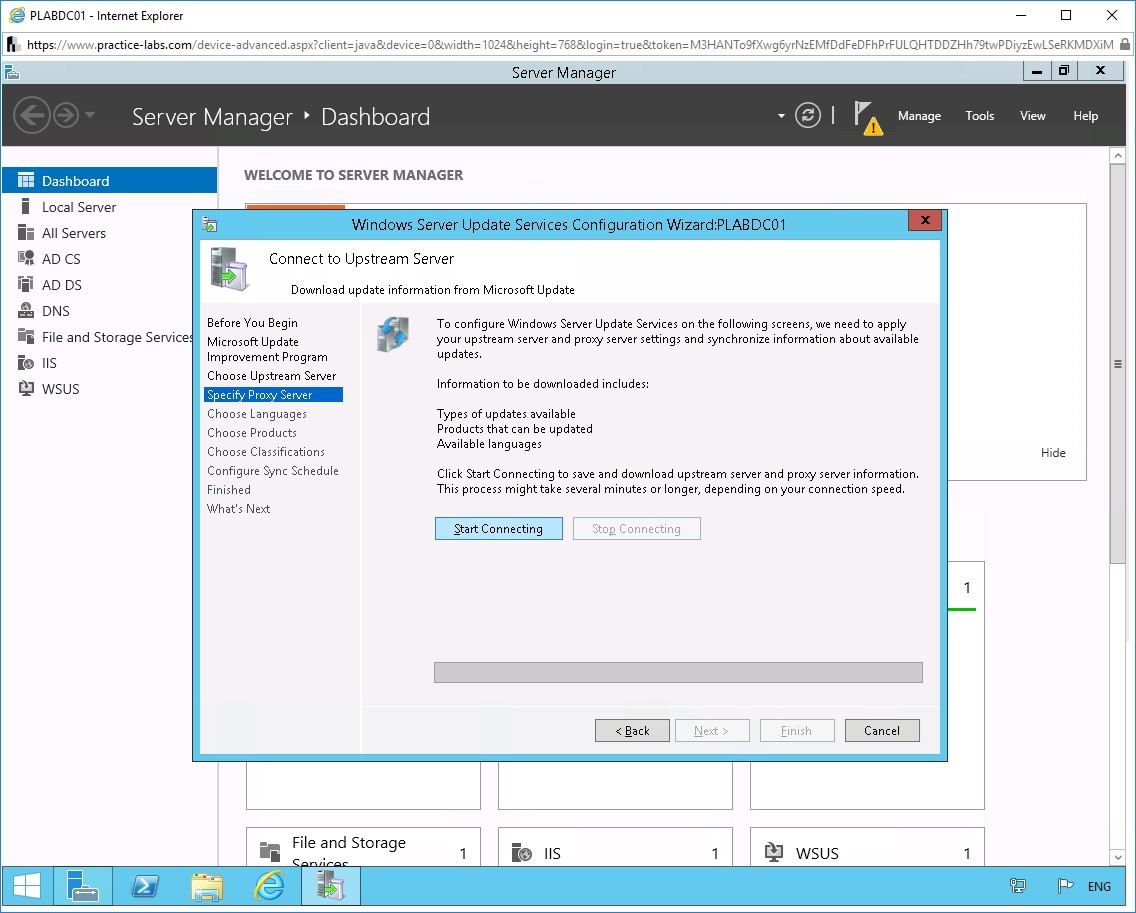 PLABDC01 - Internet Explorer
https://www.practice-labs.com/device-advanced.aspx?client=java&device=0&width=1024&height=768&login=true&token=M3HANTo9fXwg6yrNzEMfDdFeDFhPrFULQHTDDZHh79twPDiyzEwLSeRKMDXiM
Server Manager
Server Manager Dashboard
Manage
Tools
View
Help
Dashboard
Local Server
All Servers
AD CS
AD DS
DNS
File and Storage Services
IIS
WSUS
WELCOME TO SERVER MANAGER
Hide
Windows Server Update Services Configuration Wizard:PLABDC01
X
Connect to Upstream Server
Download update information from Microsoft Update
Before You Begin
Microsoft Update
Improvement Program
Choose Upstream Server
Specify Proxy Server
Choose Languages
Choose Products
Choose Classifications
Configure Sync Schedule
Finished
What's Next
To configure Windows Server Update Services on the following screens, we need to apply
your upstream server and proxy server settings and synchronize information about available
updates.
Information to be downloaded includes:
Types of updates available
Products that can be updated
Available languages
Click Start Connecting to save and download upstream server and proxy server information.
This process might take several minutes or longer, depending on your connection speed.
Start Connecting
Stop Connecting
< Back
Next >
Finish
Cancel
1
File and Storage
Services
1
IIS
1
WSUS
1
ENG